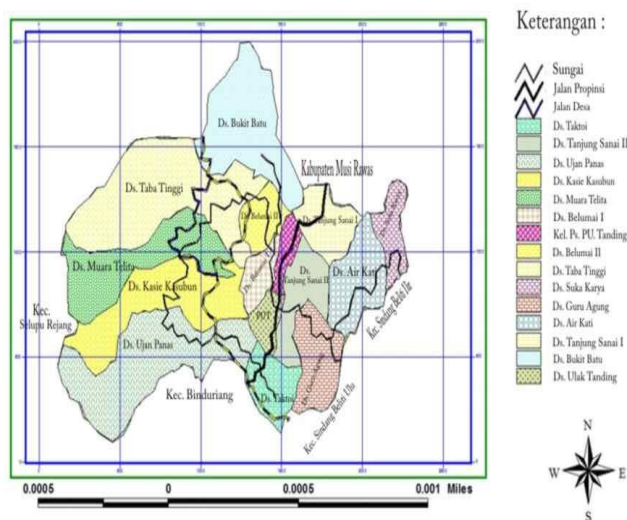 Keterangan :
Sungai
Jalan Propinsi
Jalan Desa
Ds. Taktoi
Ds. Tanjung Sanai II
Ds. Ujan Panas
Ds. Kasie Kasubun
Ds. Muara Telita
Ds. Belumai I
Kel. Ps. PU. Tanding
Ds. Belumai II
Ds. Taba Tinggi
Ds. Suka Karya
Ds. Guru Agung
Ds. Air Kati
Ds. Tanjung Sanai I
Ds. Bukit Batu
Ds. Ulak Tanding
Ds. Bukit Batu
Kabupaten Musi Rawas
Ds. Taba Tinggi
Ds. Belumai II
Ds. Tanjung Sanai I
Ds. Muara Telita
Ds. Kasie Kasubun
Ds. Tanjung Sanai II
Ds. Air Kati
Kec. Selupu Rejang
Kec. Sindang Beliti Ilir
PUT
Ds. Ujan Panas
Kec. Binduriang
Ds. Taktoi
Kec. Sindang Beliti Ulu
N
W E
S
0.0005 0 0.0005 0.001 Miles